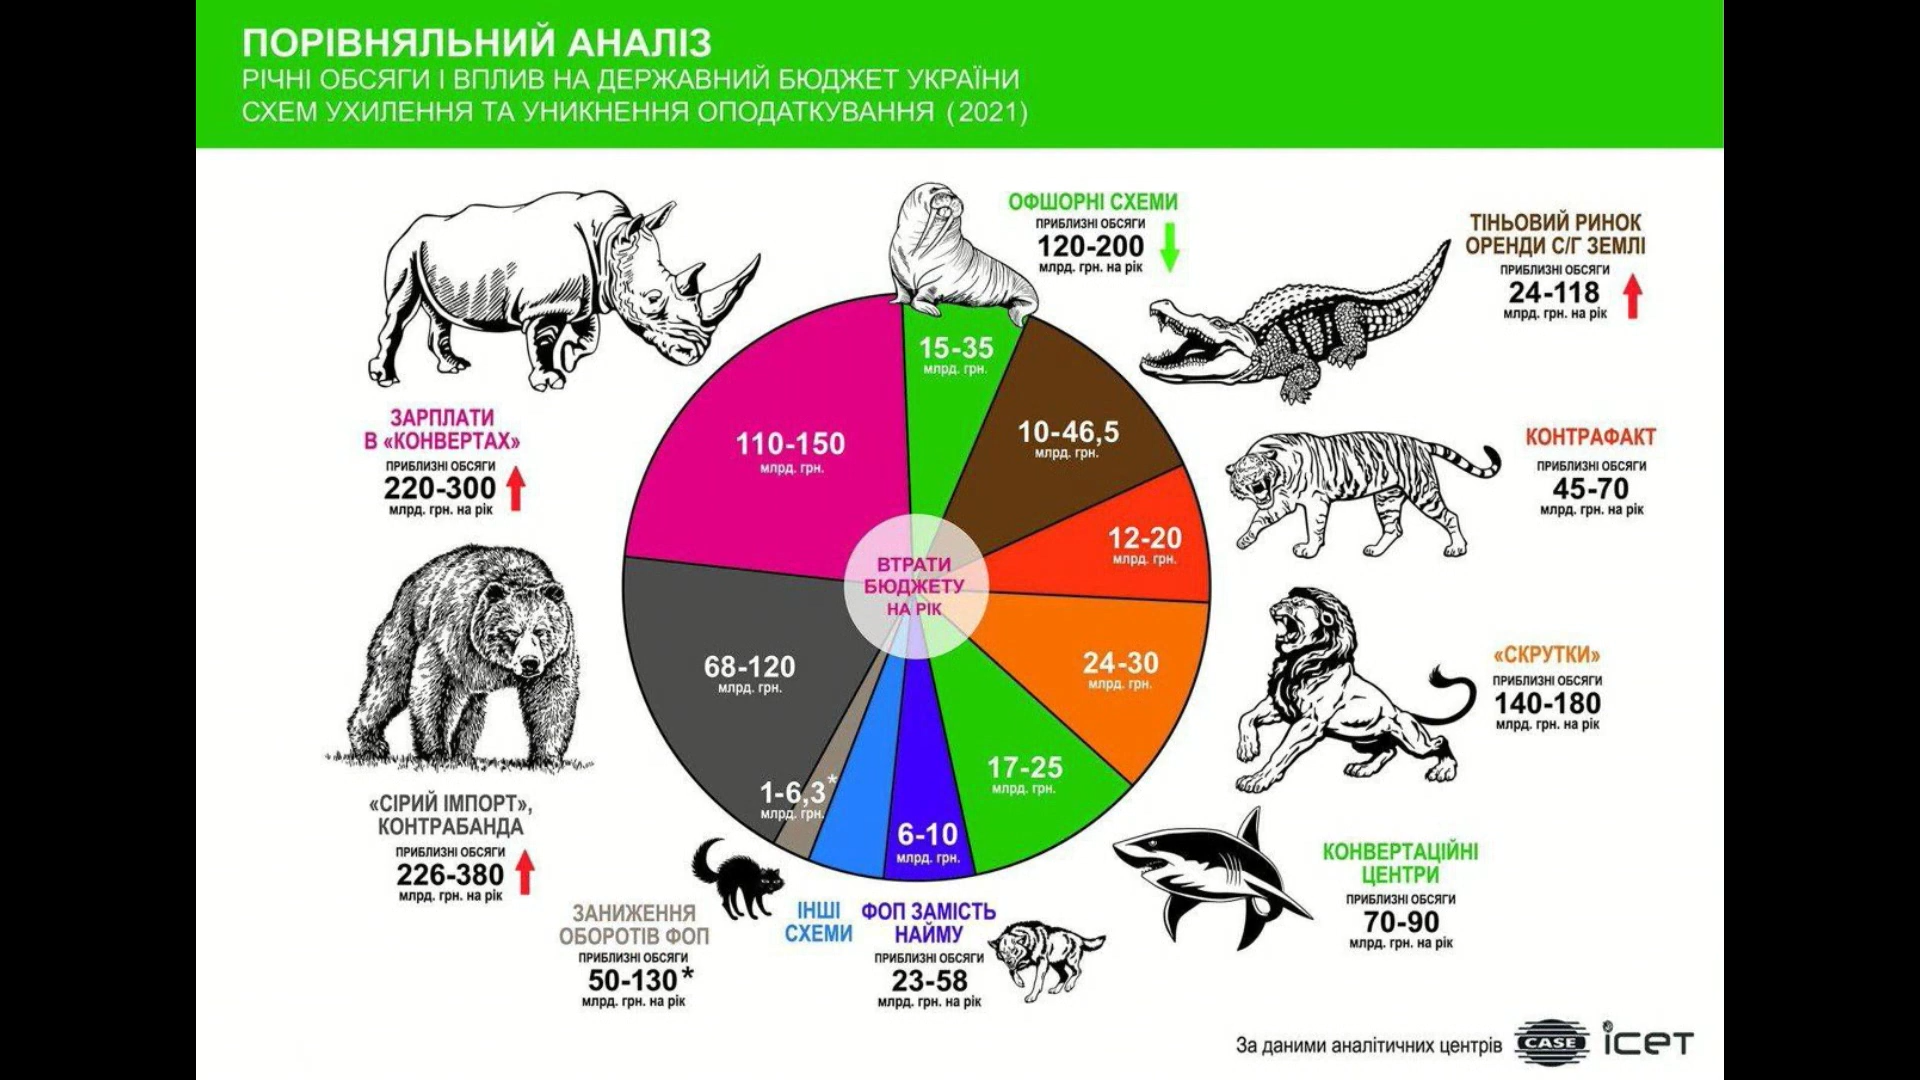 ПОРІВНЯЛЬНИЙ АНАЛІЗ
РІЧНІ ОБСЯГИ І ВПЛИВ НА ДЕРЖАВНИЙ БЮДЖЕТ УКРАЇНИ
СХЕМ УХИЛЕННЯ ТА УНИКНЕННЯ ОПОДАТКУВАННЯ (2021)
ОФШОРНІ СХЕМИ
ПРИБЛИЗНІ ОБСЯГИ
120-200
млрд. грн. на рік
ТІНЬОВИЙ РИНОК
ОРЕНДИ С/Г ЗЕМЛІ
ПРИБЛИЗНІ ОБСЯГИ
24-118
млрд. грн. на рік
КОНТРАФАКТ
ПРИБЛИЗНІ ОБСЯГИ
45-70
млрд. грн. на рік
«СКРУТКИ»
ПРИБЛИЗНІ ОБСЯГИ
140-180
млрд. грн. на рік
КОНВЕРТАЦІЙНІ
ЦЕНТРИ
ПРИБЛИЗНІ ОБСЯГИ
70-90
млрд. грн. на рік
ФОП ЗАМІСТЬ
НАЙМУ
ПРИБЛИЗНІ ОБСЯГИ
23-58
млрд. грн. на рік
ІНШІ
СХЕМИ
ЗАНИЖЕННЯ
ОБОРОТІВ ФОП
ПРИБЛИЗНІ ОБСЯГИ
50-130*
млрд. грн. на рік
«СІРИЙ ІМПОРТ»,
КОНТРАБАНДА
ПРИБЛИЗНІ ОБСЯГИ
226-380
млрд. грн. на рік
ЗАРПЛАТИ
В «КОНВЕРТАХ»
ПРИБЛИЗНІ ОБСЯГИ
220-300
млрд. грн. на рік
15-35
млрд. грн.
10-46,5
млрд. грн.
12-20
млрд. грн.
24-30
млрд. грн.
17-25
млрд. грн.
6-10
млрд. грн.
1-6,3*
млрд. грн.
68-120
млрд. грн.
110-150
млрд. грн.
ВТРАТИ
БЮДЖЕТУ
НА РІК
За даними аналітичних центрів
CASE
ісет